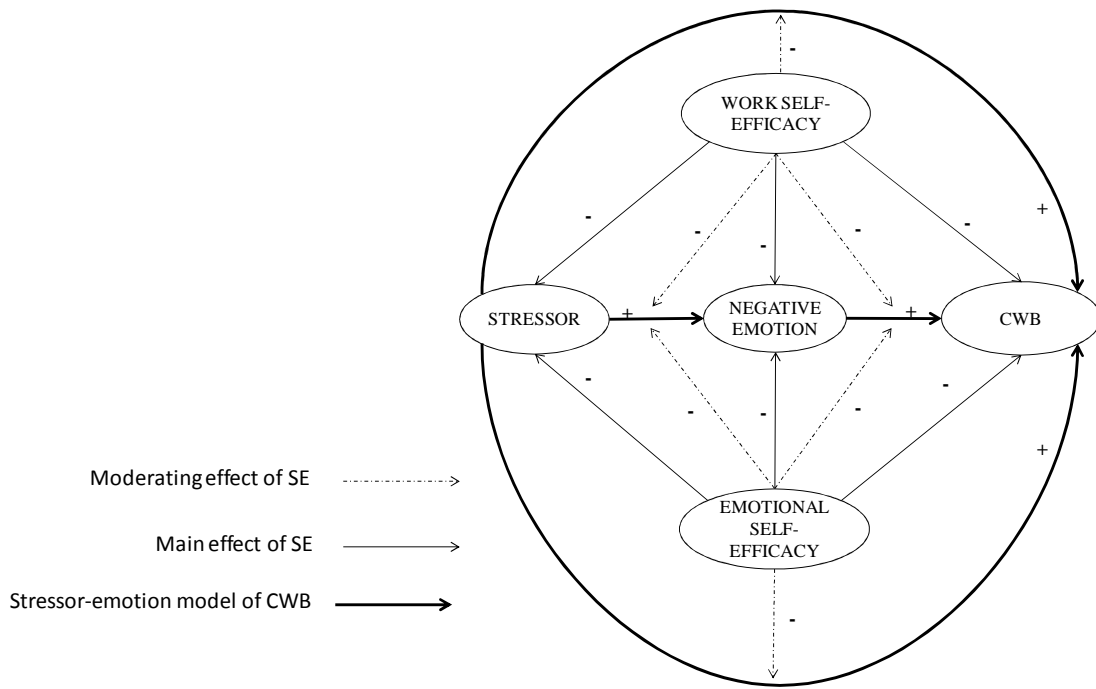 -
WORK SELF-
EFFICACY
+
-
-
-
-
-
STRESSOR
+
NEGATIVE
EMOTION
+
CWB
-
-
-
-
-
+
Moderating effect of SE
EMOTIONAL
SELF-
EFFICACY
Main effect of SE
Stressor-emotion model of CWB
-